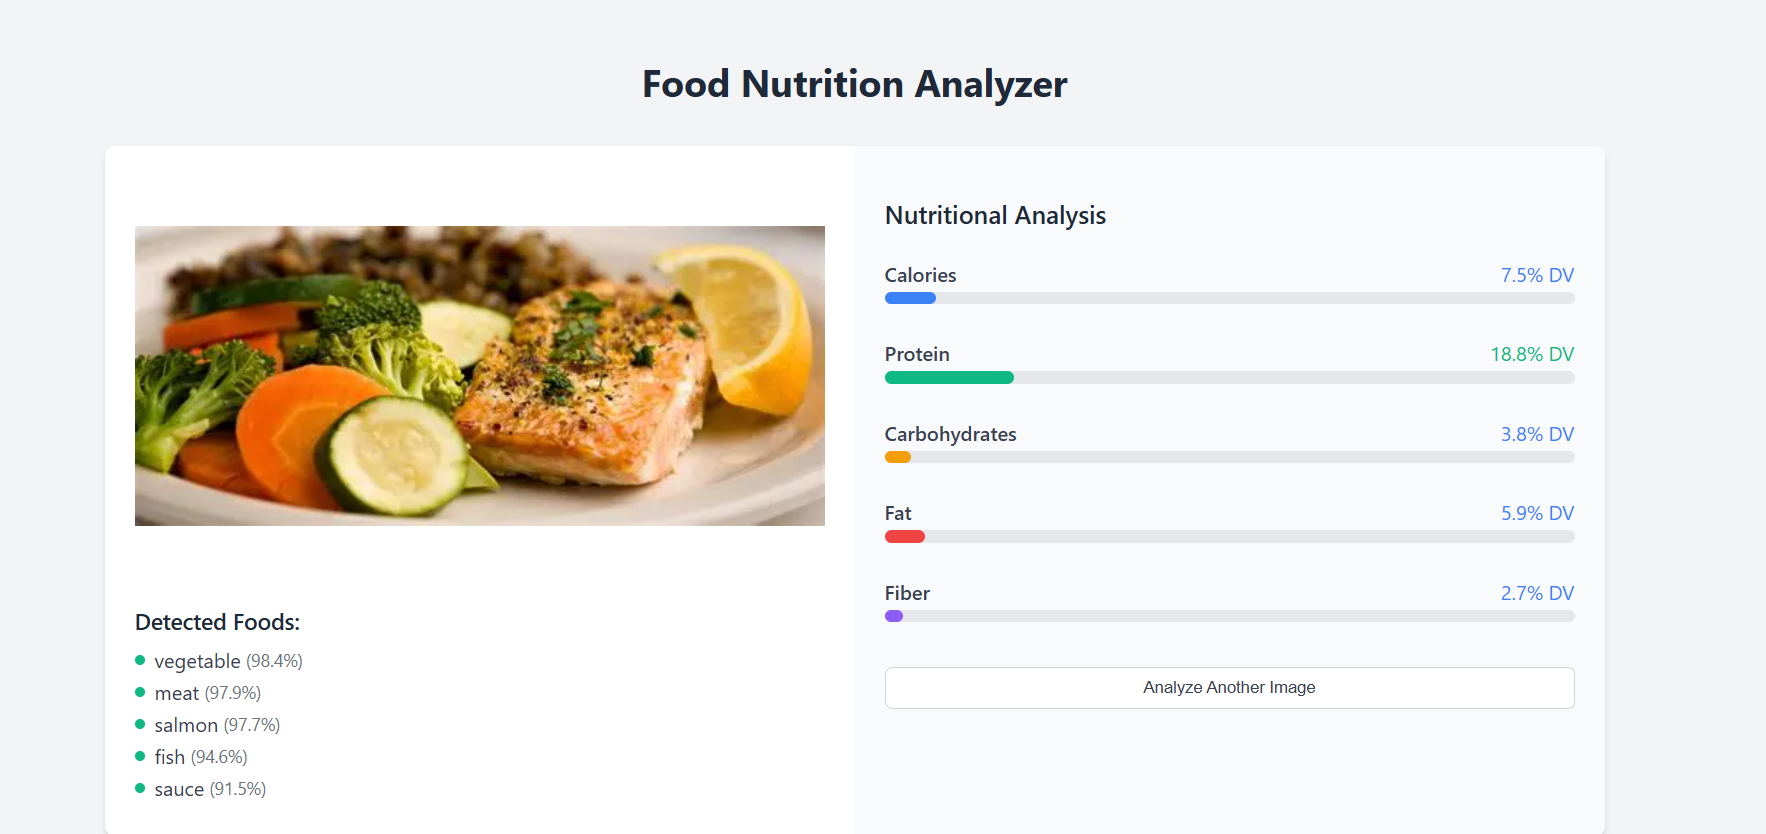 Food Nutrition Analyzer
Detected Foods:
vegetable (98.4%)
meat (97.9%)
salmon (97.7%)
fish (94.6%)
sauce (91.5%)
Nutritional Analysis
Calories 7.5% DV
Protein 18.8% DV
Carbohydrates 3.8% DV
Fat 5.9% DV
Fiber 2.7% DV
Analyze Another Image